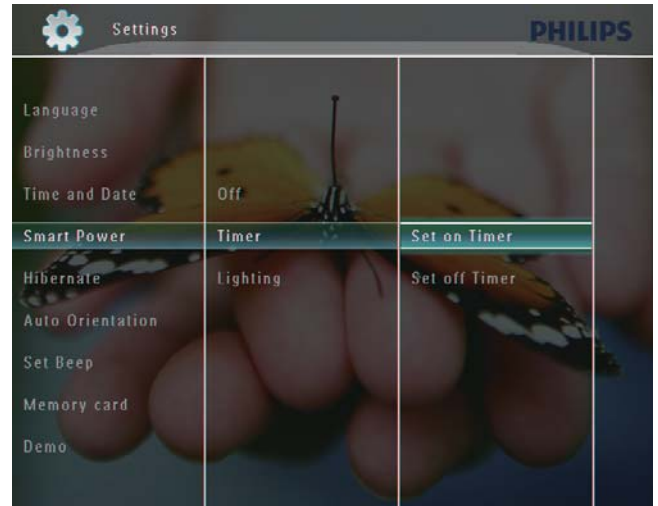 Settings
PHILIPS
Language
Brightness
Time and Date
Off
Smart Power
Timer
Set on Timer
Hibernate
Lighting
Set off Timer
Auto Orientation
Set Beep
Memory card
Demo